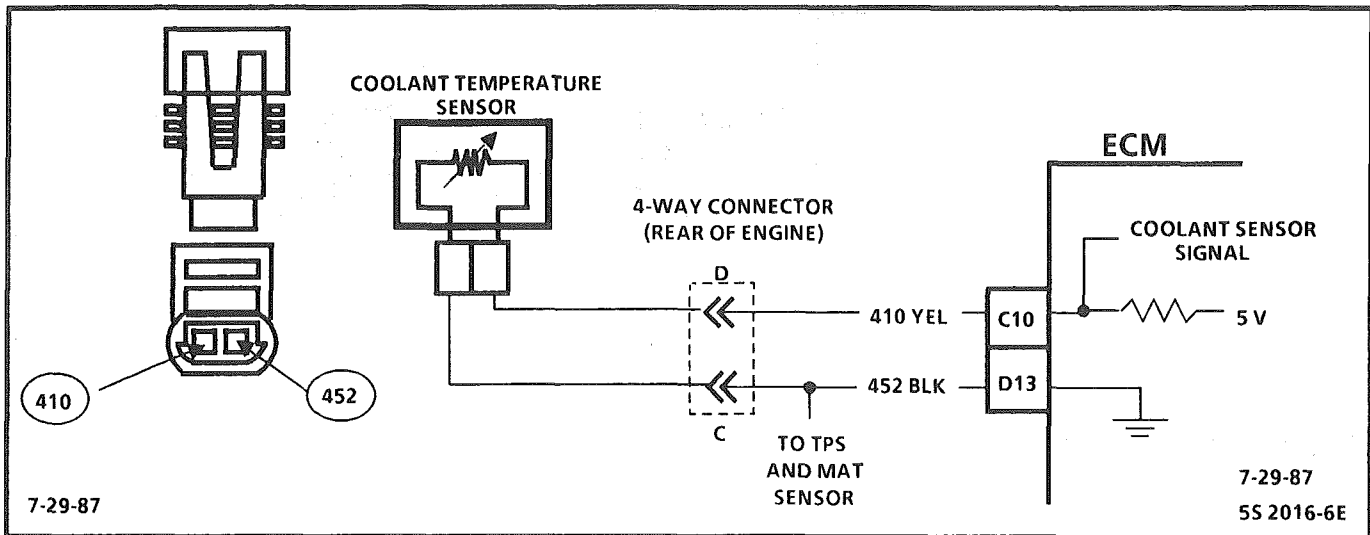 COOLANT TEMPERATURE
SENSOR
ECM
4-WAY CONNECTOR
(REAR OF ENGINE)
COOLANT SENSOR
SIGNAL
D
410 YEL
C10
5 V
410
452
452 BLK
D13
C
TO TPS
AND MAT
SENSOR
7-29-87
7-29-87
5S 2016-6E